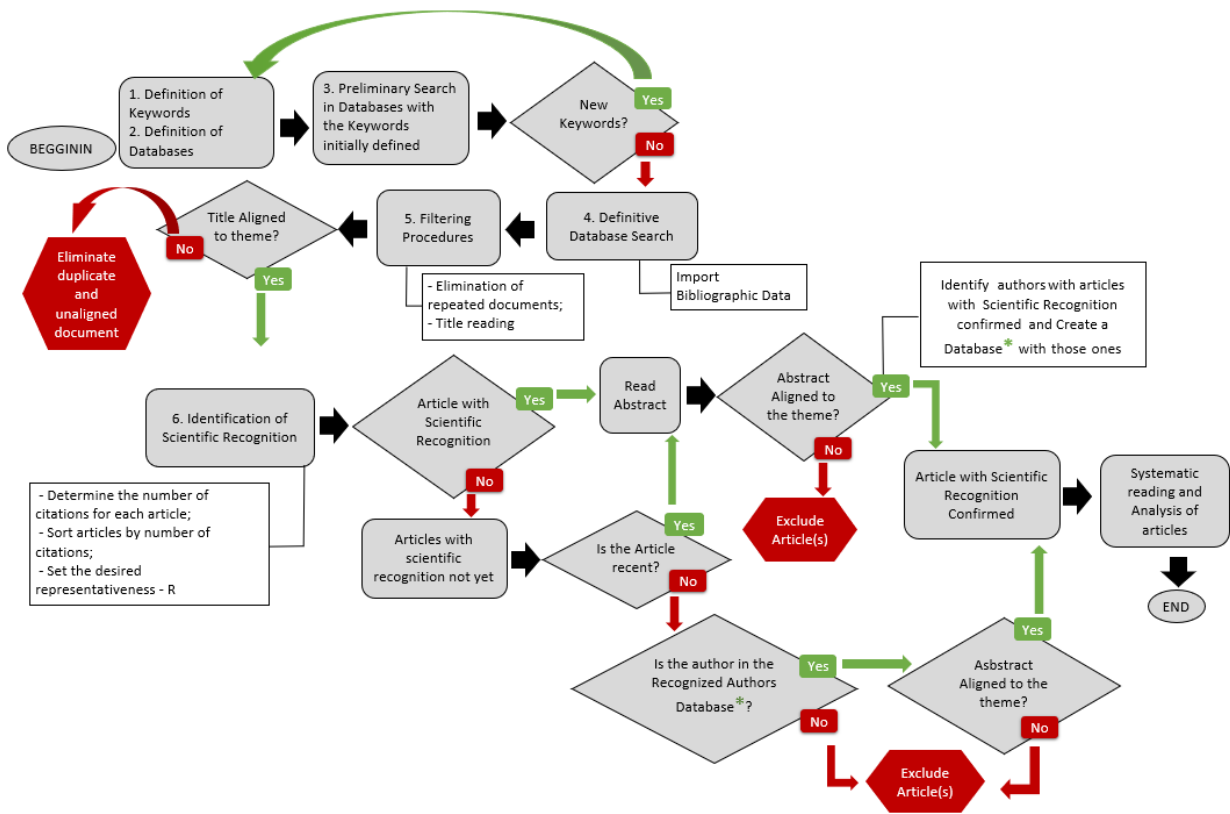 BEGGININ
1. Definition of
Keywords
2. Definition of
Databases
3. Preliminary Search
in Databases with
the Keywords
initially defined
New
Keywords?
Yes
No
4. Definitive
Database Search
Import
Bibliographic Data
5. Filtering
Procedures
- Elimination of
repeated documents;
- Title reading
Title Aligned
to theme?
No
Yes
Eliminate
duplicate
and
unaligned
document
6. Identification of
Scientific Recognition
- Determine the number of
citations for each article;
- Sort articles by number of
citations;
- Set the desired
representativeness - R
Article with
Scientific
Recognition
Yes
No
Read
Abstract
Abstract
Aligned to
the theme?
Yes
No
Identify authors with articles
with Scientific Recognition
confirmed and Create a
Database* with those ones
Exclude
Article(s)
Articles with
scientific
recognition not yet
Is the Article
recent?
Yes
No
Is the author in the
Recognized Authors
Database*?
Yes
No
Asbstract
Aligned to the
theme?
Yes
No
Exclude
Article(s)
Article with Scientific
Recognition
Confirmed
Systematic
reading and
Analysis of
articles
END